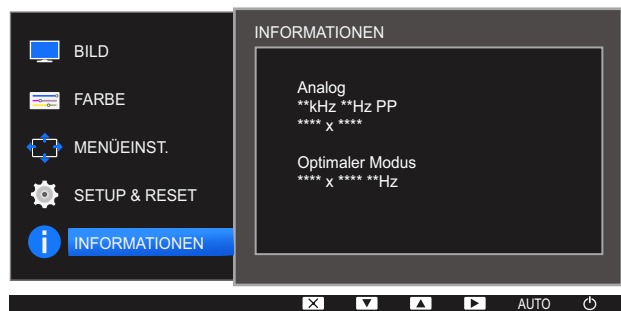 BILD
FARBE
MENÜEINST.
SETUP & RESET
INFORMATIONEN
INFORMATIONEN
Analog
**kHz **Hz PP
**** x ****
Optimaler Modus
**** x **** **Hz
AUTO